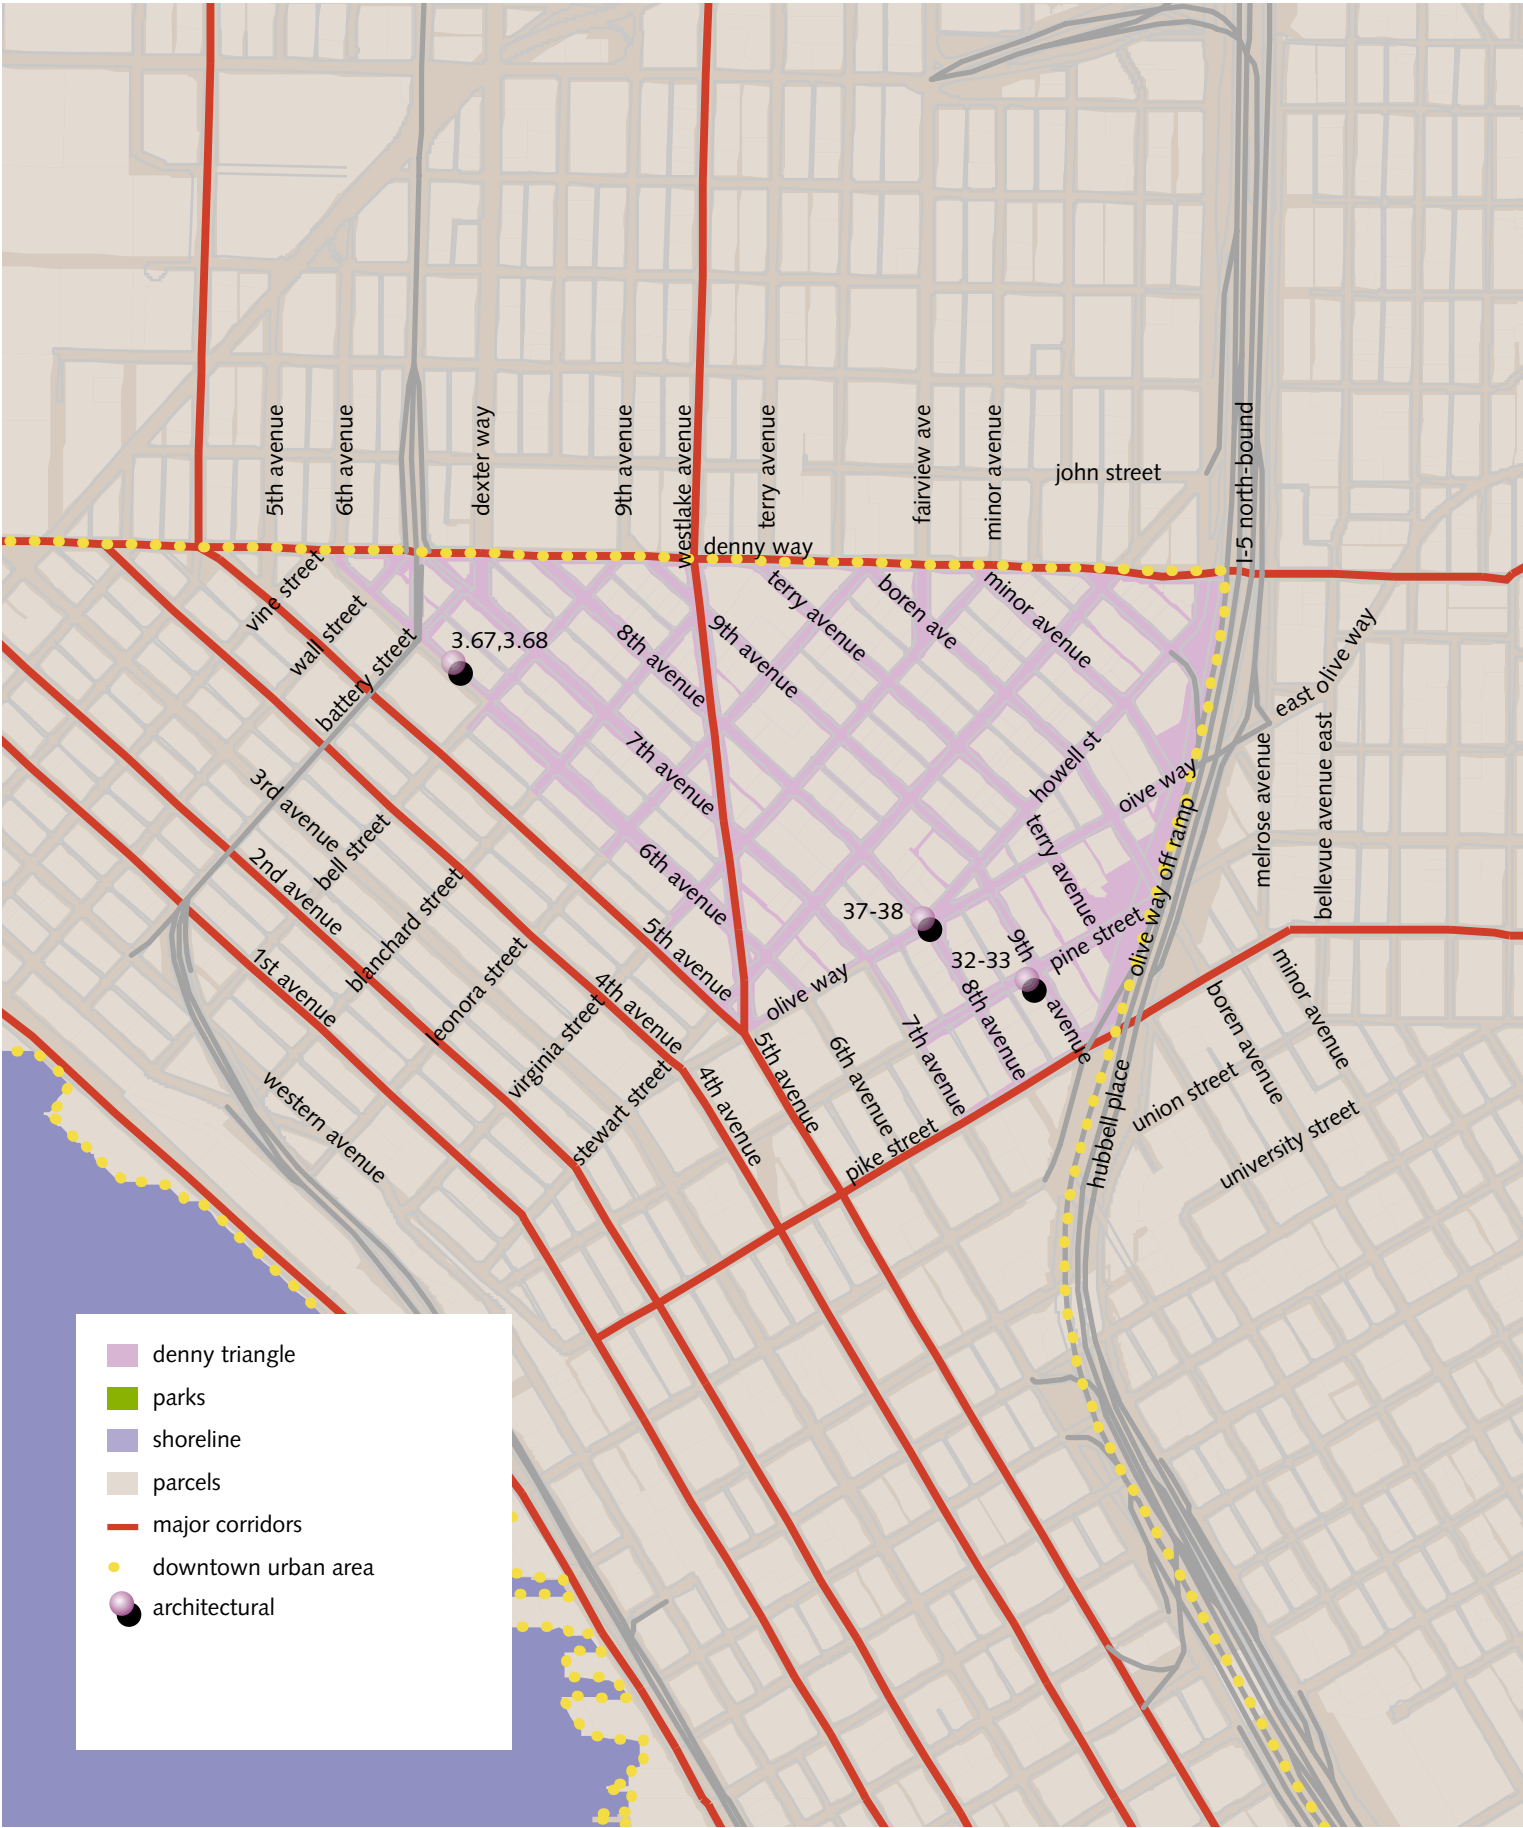 5th avenue
6th avenue
dexter way
9th avenue
westlake avenue
terry avenue
fairview ave
minor avenue
john street
I-5 north-bound
denny way
vine street
wall street
battery street
3.67,3.68
8th avenue
9th avenue
terry avenue
boren ave
minor avenue
east olive way
howell st
oive way
7th avenue
melrose avenue
bellevue avenue east
3rd avenue
bell street
2nd avenue
blanchard street
6th avenue
terry avenue
olive way off ramp
37-38
32-33
9th avenue
pine street
5th avenue
olive way
1st avenue
leonora street
virginia street
4th avenue
8th avenue
7th avenue
6th avenue
5th avenue
4th avenue
stewart street
western avenue
pike street
hubbell place
boren avenue
minor avenue
union street
university street
denny triangle
parks
shoreline
parcels
major corridors
downtown urban area
architectural